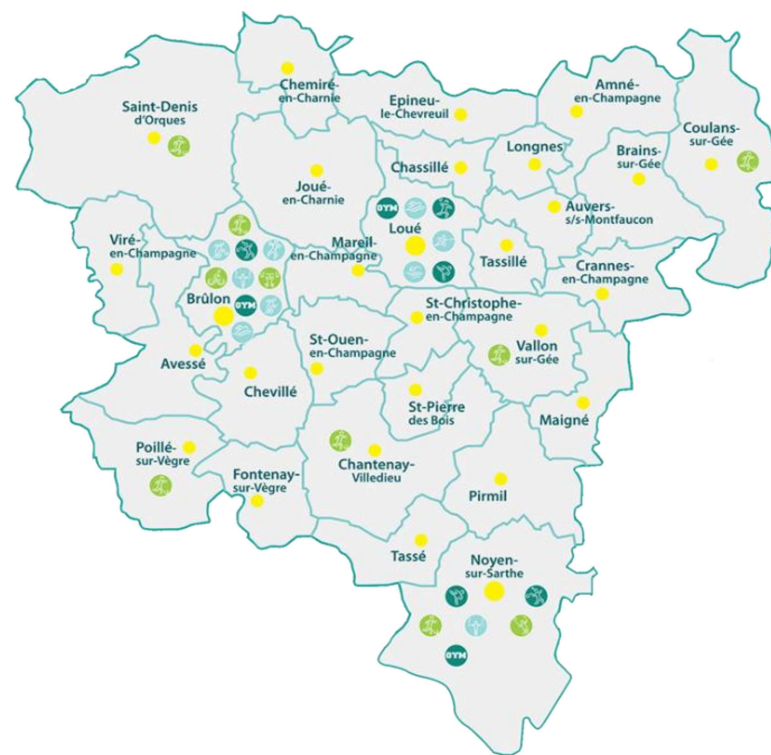 Chemiré-
en-Charnie
Saint-Denis
d'Orques
Epineu-
le-Chevreuil
Amné-
en-Champagne
Coulans-
sur-Gée
Joué-
en-Charnie
Chassillé
Longnes
Brains-
sur-Gée
Auvers-
s/s-Montfaucon
GYM
Loué
Viré-
en-Champagne
Mareil-
en-Champagne
Tassillé
Crannes-
en-Champagne
Brûlon
GYM
St-Christophe-
en-Champagne
St-Ouen-
en-Champagne
Vallon
sur-Gée
Avessé
Chevillé
St-Pierre
des Bois
Maigné
Poillé-
sur-Vègre
Fontenay-
sur-Vègre
Chantenay-
Villedieu
Pirmil
Tassé
Noyen-
sur-Sarthe
GYM